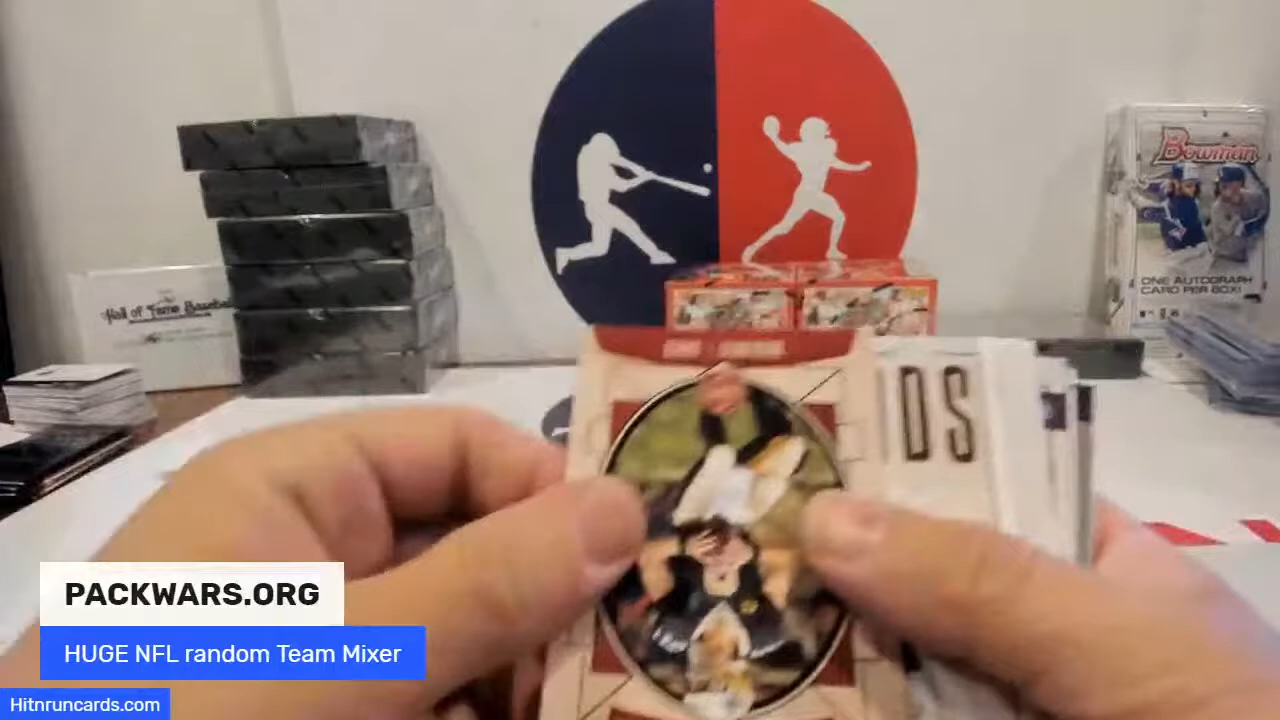 Bowman
ONE AUTOGRAPH
CARD PER BOX!
Hall of Fame Baseball
IDS
PACKWARS.ORG
HUGE NFL random Team Mixer
Hitnruncards.com